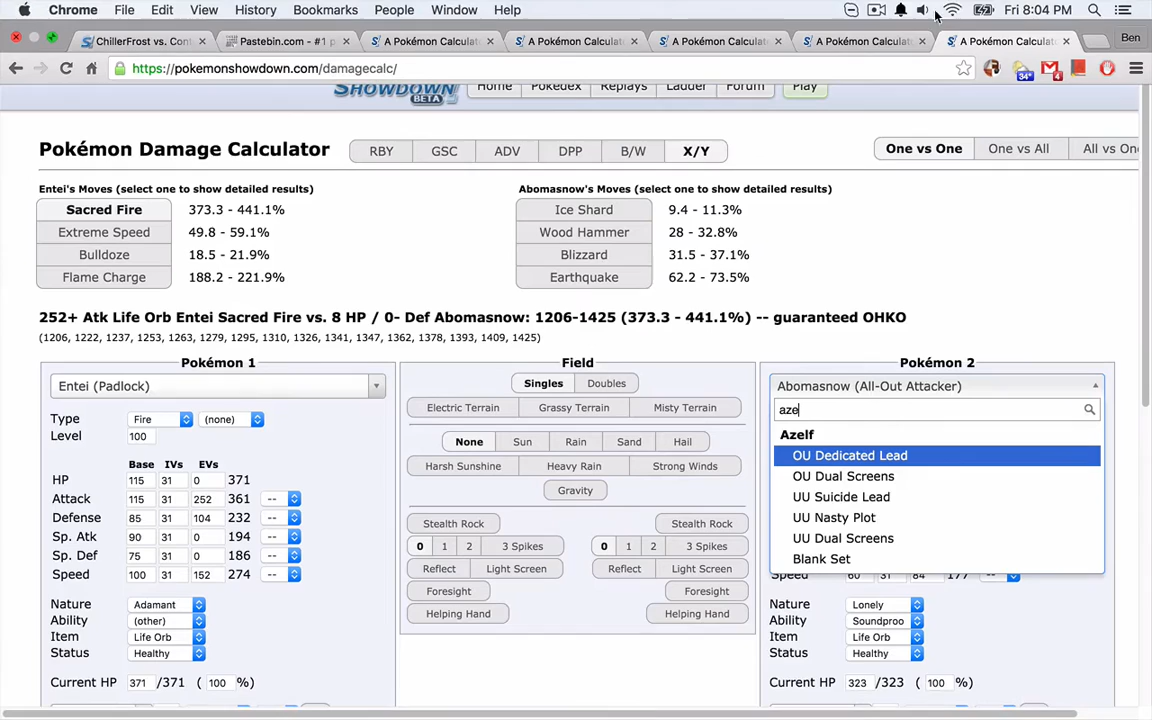 Chrome File Edit View History Bookmarks People Window Help Fri 8:04 PM
ChillerFrost vs. Cont Pastebin.com - #1 p A Pokémon Calculat A Pokémon Calculat A Pokémon Calculat A Pokémon Calculat A Pokémon Calculat Ben
https://pokemonshowdown.com/damagecalc/ 34° 4
SHOWDOWN BETA Home Pokédex Replays Ladder Forum Play
Pokémon Damage Calculator RBY GSC ADV DPP B/W X/Y One vs One One vs All All vs On
Entei's Moves (select one to show detailed results) Abomasnow's Moves (select one to show detailed results)
Sacred Fire 373.3 - 441.1% Ice Shard 9.4 - 11.3%
Extreme Speed 49.8 - 59.1% Wood Hammer 28 - 32.8%
Bulldoze 18.5 - 21.9% Blizzard 31.5 - 37.1%
Flame Charge 188.2 - 221.9% Earthquake 62.2 - 73.5%
252+ Atk Life Orb Entei Sacred Fire vs. 8 HP / 0- Def Abomasnow: 1206-1425 (373.3 - 441.1%) -- guaranteed OHKO
(1206, 1222, 1237, 1253, 1263, 1279, 1295, 1310, 1326, 1341, 1347, 1362, 1378, 1393, 1409, 1425)
Pokémon 1
Entei (Padlock)
Type Fire (none)
Level 100
Base IVs EVs
HP 115 31 0 371
Attack 115 31 252 361 --
Defense 85 31 104 232 --
Sp. Atk 90 31 0 194 --
Sp. Def 75 31 0 186 --
Speed 100 31 152 274 --
Nature Adamant
Ability (other)
Item Life Orb
Status Healthy
Current HP 371 /371 ( 100 %)
Field
Singles Doubles
Electric Terrain Grassy Terrain Misty Terrain
None Sun Rain Sand Hail
Harsh Sunshine Heavy Rain Strong Winds
Gravity
Stealth Rock Stealth Rock
0 1 2 3 Spikes 0 1 2 3 Spikes
Reflect Light Screen Reflect Light Screen
Foresight Foresight
Helping Hand Helping Hand
Pokémon 2
Abomasnow (All-Out Attacker)
aze
Azelf
OU Dedicated Lead
OU Dual Screens
UU Suicide Lead
UU Nasty Plot
UU Dual Screens
Blank Set
Speed 60 31 84 177 --
Nature Lonely
Ability Soundproo
Item Life Orb
Status Healthy
Current HP 323 /323 ( 100 %)